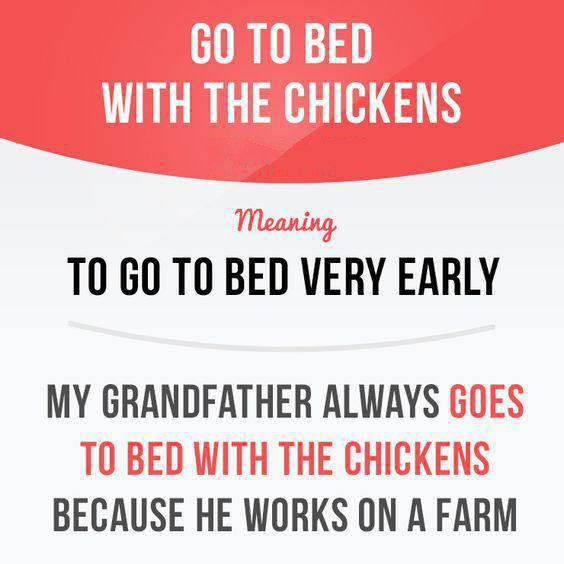 GO TO BED
WITH THE CHICKENS
Meaning
TO GO TO BED VERY EARLY
MY GRANDFATHER ALWAYS GOES
TO BED WITH THE CHICKENS
BECAUSE HE WORKS ON A FARM